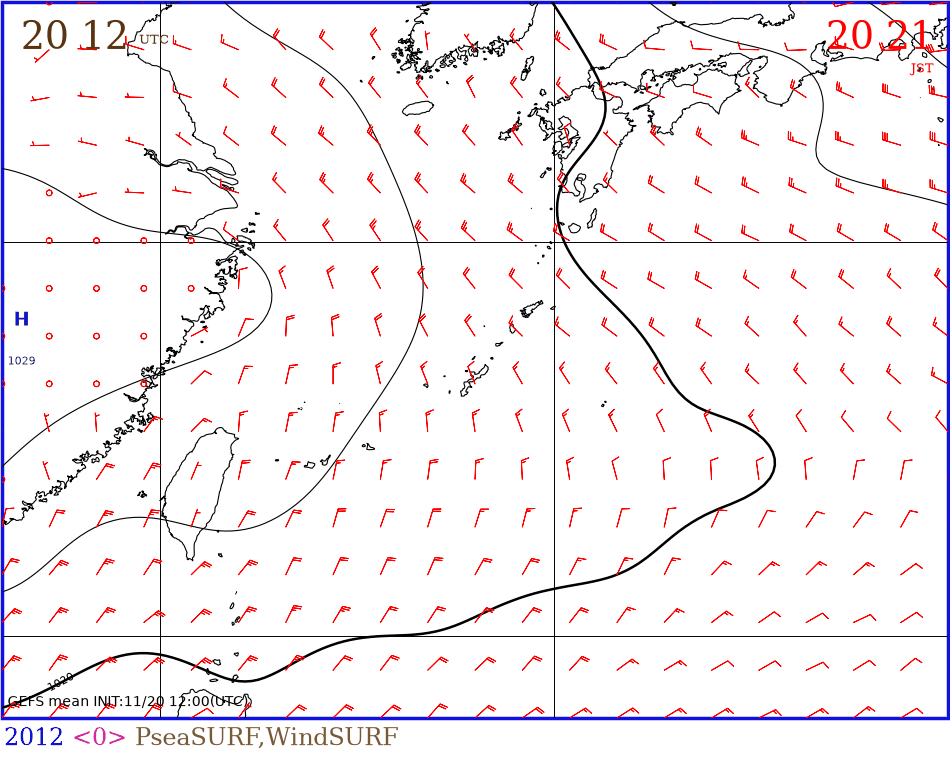 20 12 UTC 20 21
JST
H
1029
1020
GEFS mean INIT:11/20 12:00(UTC)
2012 <0> PseaSURF,WindSURF